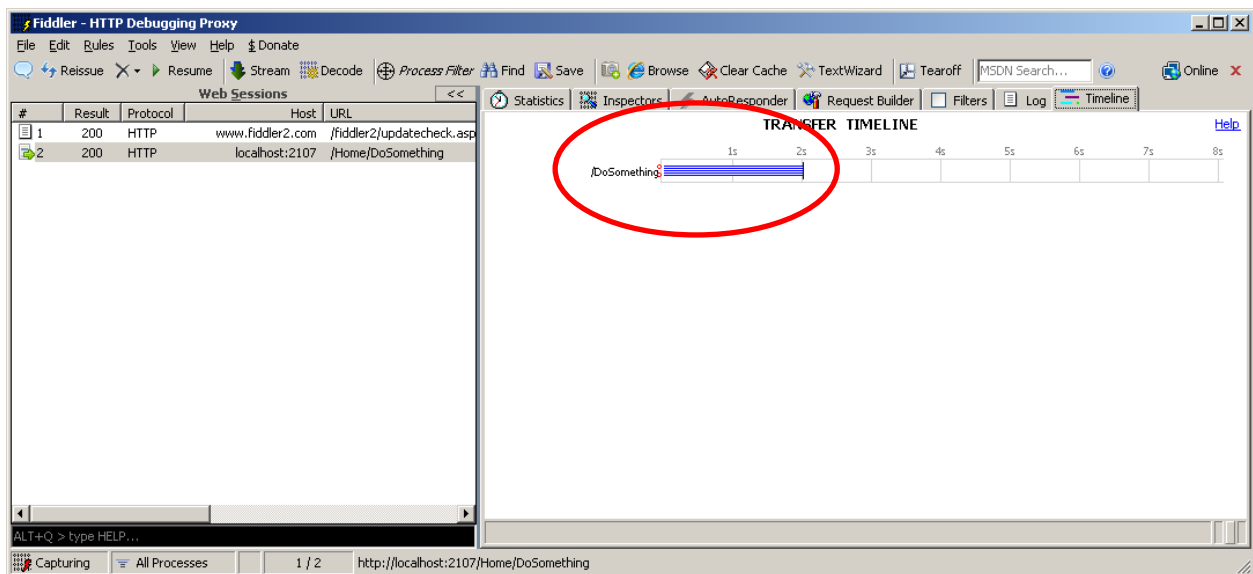 Fiddler - HTTP Debugging Proxy
File Edit Rules Tools View Help $ Donate
Reissue Resume Stream Decode Process Filter Find Save Browse Clear Cache TextWizard Tearoff MSDN Search... Online
Web Sessions <<
Statistics Inspectors AutoResponder Request Builder Filters Log Timeline
# Result Protocol Host URL
1 200 HTTP www.fiddler2.com /fiddler2/updatecheck.asp
2 200 HTTP localhost:2107 /Home/DoSomething
TRANSFER TIMELINE Help
1s 2s 3s 4s 5s 6s 7s 8s
/DoSomething
ALT+Q > type HELP...
Capturing All Processes 1 / 2 http://localhost:2107/Home/DoSomething